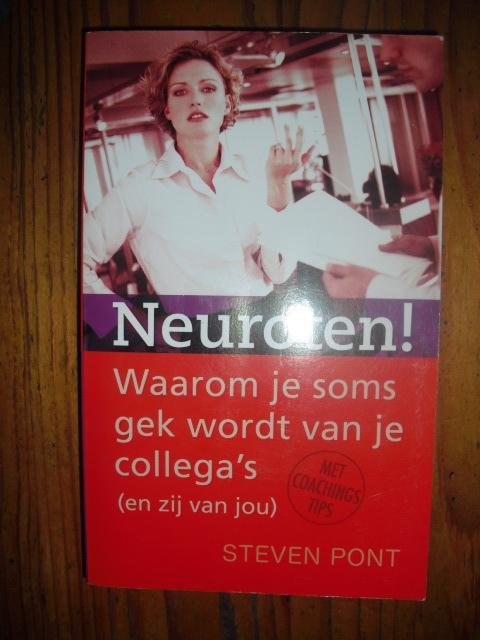 Neuroten!
Waarom je soms
gek wordt van je
collega's
(en zij van jou)
MET
COACHINGS
TIPS
STEVEN PONT